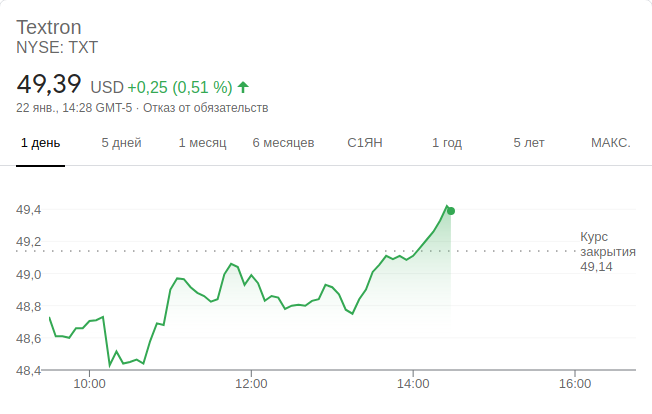 Textron
NYSE: TXT
49,39 USD +0,25 (0,51 %)
22 янв., 14:28 GMT-5 · Отказ от обязательств
1 день 5 дней 1 месяц 6 месяцев С1ЯН 1 год 5 лет МАКС.
49,4
49,2
49,0
48,8
48,6
48,4
Курс
закрытия
49,14
10:00 12:00 14:00 16:00